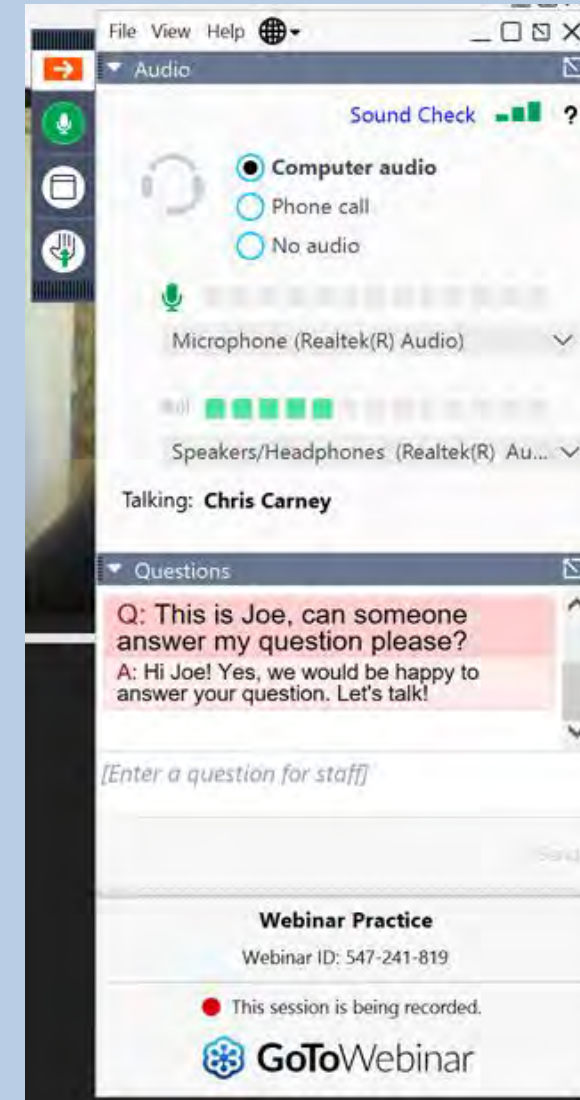 File View Help
Audio
Sound Check ?
Computer audio
Phone call
No audio
Microphone (Realtek(R) Audio)
Speakers/Headphones (Realtek(R) Au...
Talking: Chris Carney
Questions
Q: This is Joe, can someone
answer my question please?
A: Hi Joe! Yes, we would be happy to
answer your question. Let's talk!
[Enter a question for staff]
Webinar Practice
Webinar ID: 547-241-819
This session is being recorded.
GoToWebinar